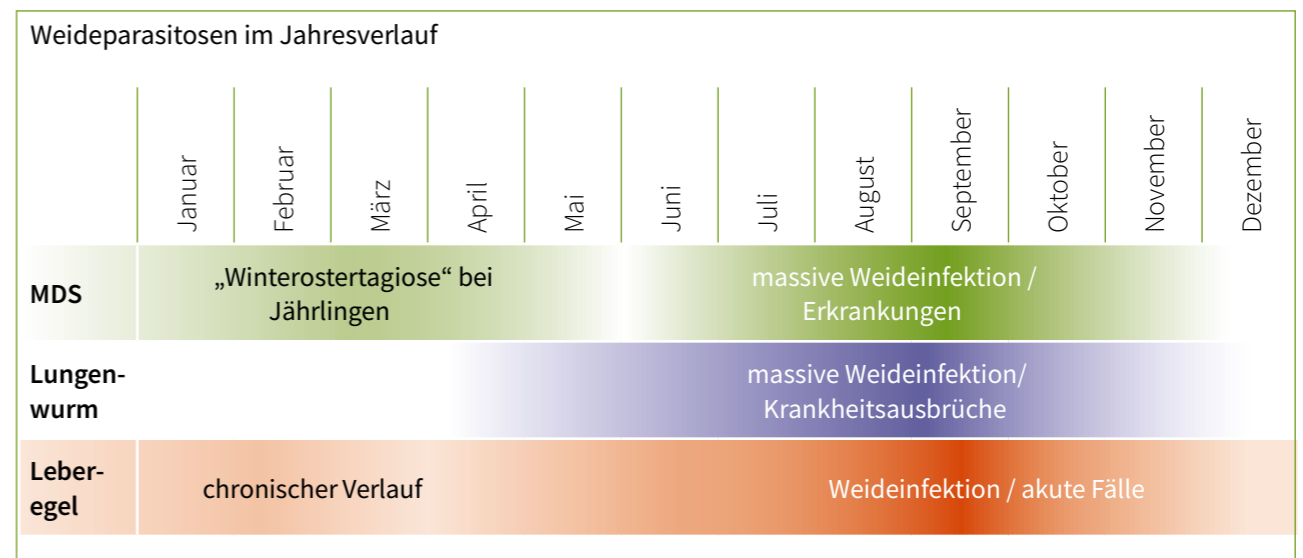 Weideparasitosen im Jahresverlauf
Januar
Februar
März
April
Mai
Juni
Juli
August
September
Oktober
November
Dezember
MDS
„Winterostertagiose“ bei
Jährlingen
massive Weideinfektion /
Erkrankungen
Lungen-
wurm
massive Weideinfektion/
Krankheitsausbrüche
Leber-
egel
chronischer Verlauf
Weideinfektion / akute Fälle